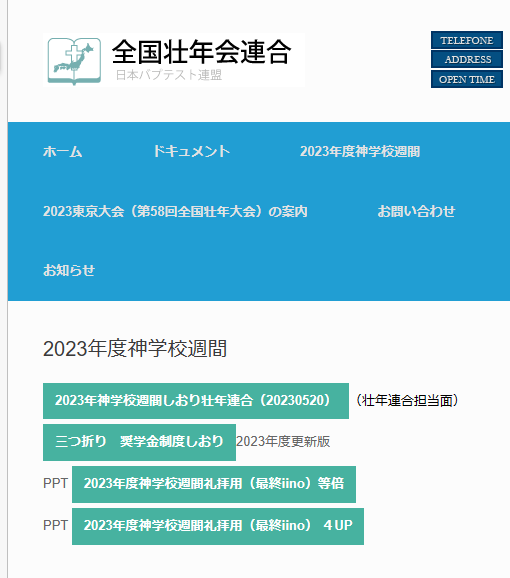 全国壮年会連合
日本バプテスト連盟
TELEFONE
ADDRESS
OPEN TIME
ホーム ドキュメント 2023年度神学校週間
2023東京大会（第58回全国壮年大会）の案内 お問い合わせ
お知らせ
2023年度神学校週間
2023年神学校週間しおり壮年連合（20230520） （壮年連合担当面）
三つ折り　奨学金制度しおり 2023年度更新版
PPT 2023年度神学校週間礼拝用（最終iino）等倍
PPT 2023年度神学校週間礼拝用（最終iino）　４UP